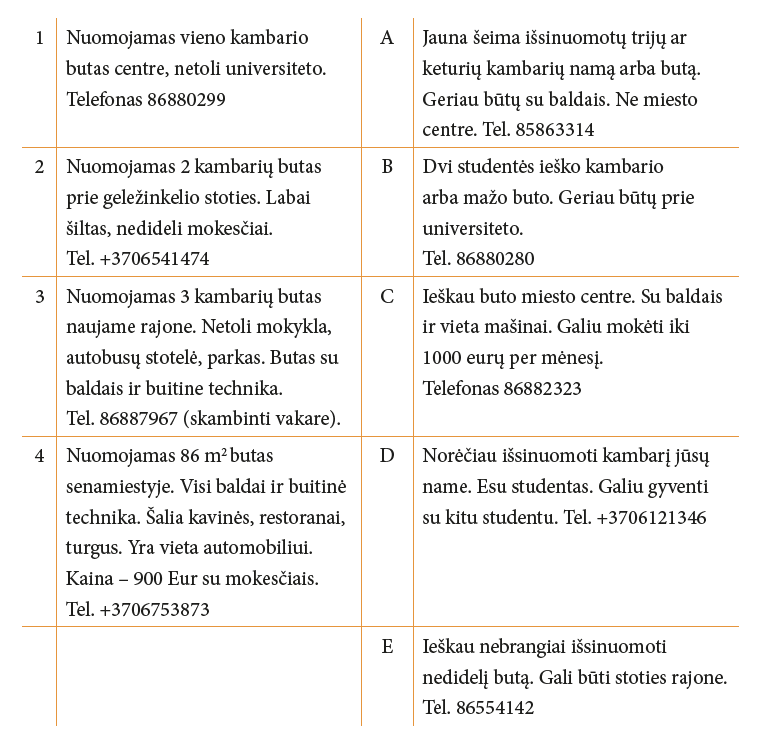 1
Nuomojamas vieno kambario
butas centre, netoli universiteto.
Telefonas 86880299
A
Jauna šeima išsinuomotų trijų ar
keturių kambarių namą arba butą.
Geriau būtų su baldais. Ne miesto
centre. Tel. 85863314
2
Nuomojamas 2 kambarių butas
prie geležinkelio stoties. Labai
šiltas, nedideli mokesčiai.
Tel. +3706541474
B
Dvi studentės ieško kambario
arba mažo buto. Geriau būtų prie
universiteto.
Tel. 86880280
3
Nuomojamas 3 kambarių butas
naujame rajone. Netoli mokykla,
autobusų stotelė, parkas. Butas su
baldais ir buitine technika.
Tel. 86887967 (skambinti vakare).
C
Ieškau buto miesto centre. Su baldais
ir vieta mašinai. Galiu mokėti iki
1000 eurų per mėnesį.
Telefonas 86882323
4
Nuomojamas 86 m² butas
senamiestyje. Visi baldai ir buitinė
technika. Šalia kavinės, restoranai,
turgus. Yra vieta automobiliui.
Kaina – 900 Eur su mokesčiais.
Tel. +3706753873
D
Norėčiau išsinuomoti kambarį jūsų
name. Esu studentas. Galiu gyventi
su kitu studentu. Tel. +3706121346
E
Ieškau nebrangiai išsinuomoti
nedidelį butą. Gali būti stoties rajone.
Tel. 86554142